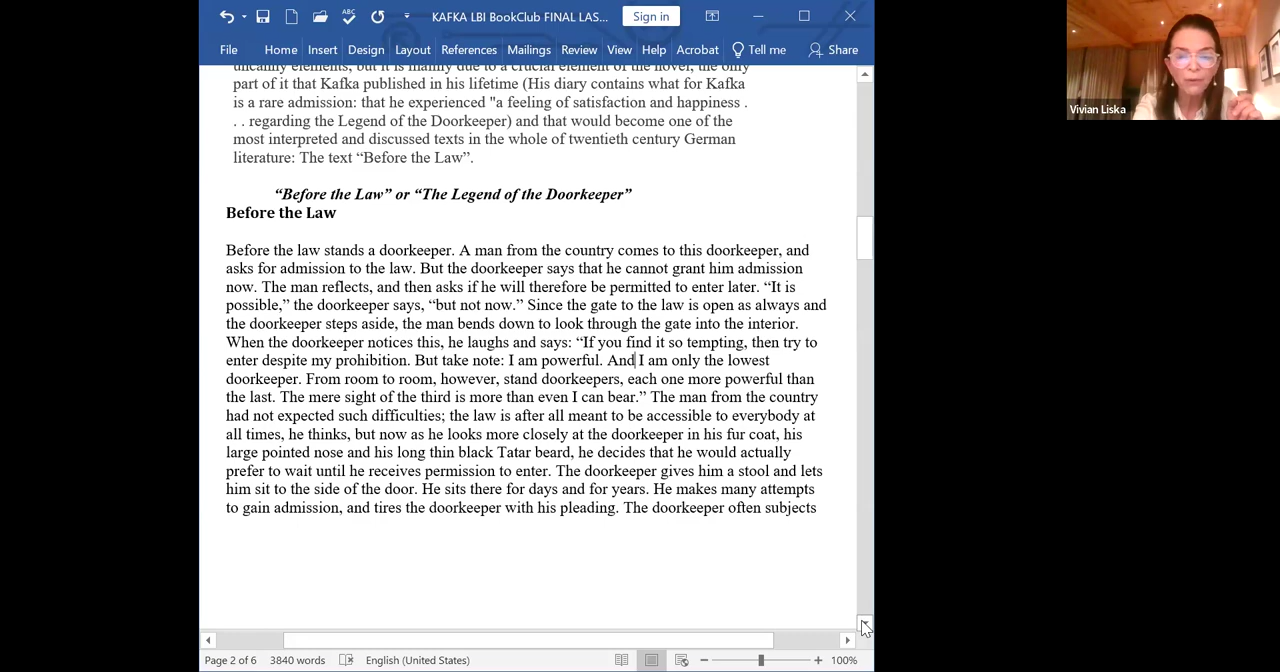 KAFKA LBI BookClub FINAL LAS...
Sign in
File Home Insert Design Layout References Mailings Review View Help Acrobat Tell me Share
uncanny elements, but it is mainly due to a crucial element of the novel, the only
part of it that Kafka published in his lifetime (His diary contains what for Kafka
is a rare admission: that he experienced "a feeling of satisfaction and happiness .
. . regarding the Legend of the Doorkeeper) and that would become one of the
most interpreted and discussed texts in the whole of twentieth century German
literature: The text “Before the Law”.
“Before the Law” or “The Legend of the Doorkeeper”
Before the Law
Before the law stands a doorkeeper. A man from the country comes to this doorkeeper, and
asks for admission to the law. But the doorkeeper says that he cannot grant him admission
now. The man reflects, and then asks if he will therefore be permitted to enter later. “It is
possible,” the doorkeeper says, “but not now.” Since the gate to the law is open as always and
the doorkeeper steps aside, the man bends down to look through the gate into the interior.
When the doorkeeper notices this, he laughs and says: “If you find it so tempting, then try to
enter despite my prohibition. But take note: I am powerful. And I am only the lowest
doorkeeper. From room to room, however, stand doorkeepers, each one more powerful than
the last. The mere sight of the third is more than even I can bear.” The man from the country
had not expected such difficulties; the law is after all meant to be accessible to everybody at
all times, he thinks, but now as he looks more closely at the doorkeeper in his fur coat, his
large pointed nose and his long thin black Tatar beard, he decides that he would actually
prefer to wait until he receives permission to enter. The doorkeeper gives him a stool and lets
him sit to the side of the door. He sits there for days and for years. He makes many attempts
to gain admission, and tires the doorkeeper with his pleading. The doorkeeper often subjects
Page 2 of 6 3840 words English (United States) 100%
Vivian Liska